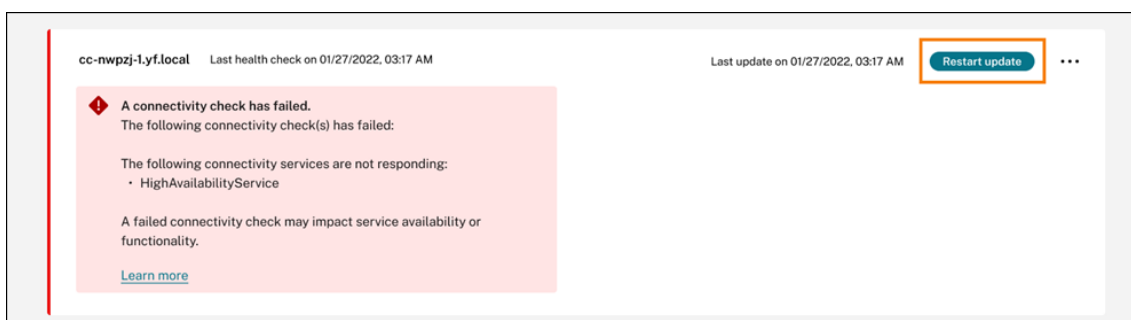 cc-nwpzj-1.yf.local Last health check on 01/27/2022, 03:17 AM Last update on 01/27/2022, 03:17 AM Restart update
A connectivity check has failed.
The following connectivity check(s) has failed:
The following connectivity services are not responding:
• HighAvailabilityService
A failed connectivity check may impact service availability or
functionality.
Learn more